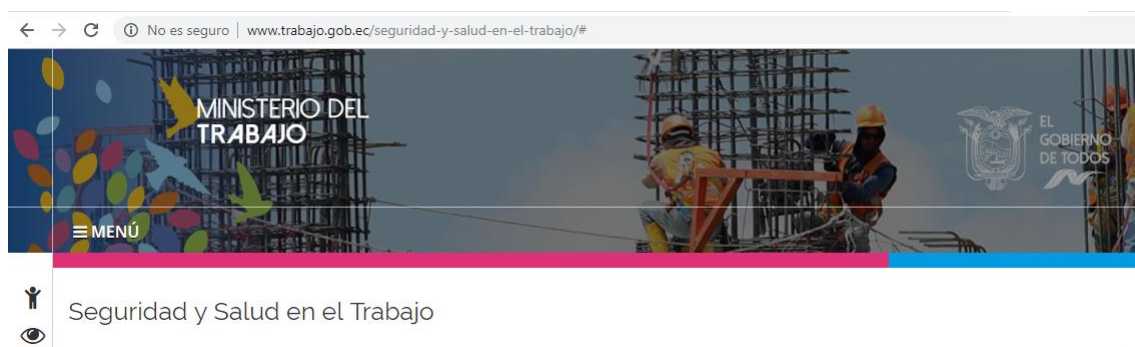 No es seguro | www.trabajo.gob.ec/seguridad-y-salud-en-el-trabajo/#
MINISTERIO DEL
TRABAJO
EL
GOBIERNO
DE TODOS
MENÚ
Seguridad y Salud en el Trabajo